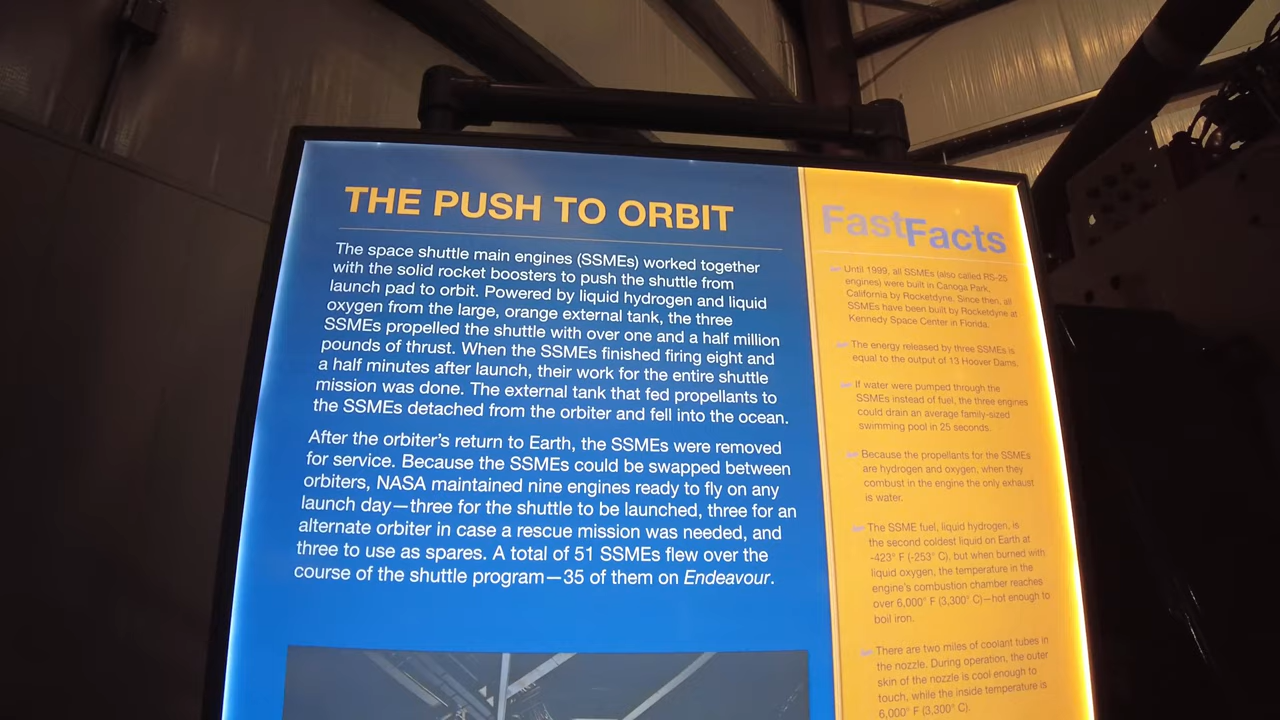 THE PUSH TO ORBIT
The space shuttle main engines (SSMEs) worked together
with the solid rocket boosters to push the shuttle from
launch pad to orbit. Powered by liquid hydrogen and liquid
oxygen from the large, orange external tank, the three
SSMEs propelled the shuttle with over one and a half million
pounds of thrust. When the SSMEs finished firing eight and
a half minutes after launch, their work for the entire shuttle
mission was done. The external tank that fed propellants to
the SSMEs detached from the orbiter and fell into the ocean.
After the orbiter's return to Earth, the SSMEs were removed
for service. Because the SSMEs could be swapped between
orbiters, NASA maintained nine engines ready to fly on any
launch day—three for the shuttle to be launched, three for an
alternate orbiter in case a rescue mission was needed, and
three to use as spares. A total of 51 SSMEs flew over the
course of the shuttle program—35 of them on Endeavour.
FastFacts
Until 1999, all SSMEs (also called RS-25
engines) were built in Canoga Park,
California by Rocketdyne. Since then, all
SSMEs have been built by Rocketdyne at
Kennedy Space Center in Florida.
The energy released by three SSMEs is
equal to the output of 13 Hoover Dams.
If water were pumped through the
SSMEs instead of fuel, the three engines
could drain an average family-sized
swimming pool in 25 seconds.
Because the propellants for the SSMEs
are hydrogen and oxygen, when they
combust in the engine the only exhaust
is water.
The SSME fuel, liquid hydrogen, is
the second coldest liquid on Earth at
-423° F (-253° C), but when burned with
liquid oxygen, the temperature in the
engine's combustion chamber reaches
over 6,000° F (3,300° C)—hot enough to
boil iron.
There are two miles of coolant tubes in
the nozzle. During operation, the outer
skin of the nozzle is cool enough to
touch, while the inside temperature is
6,000° F (3,300° C).